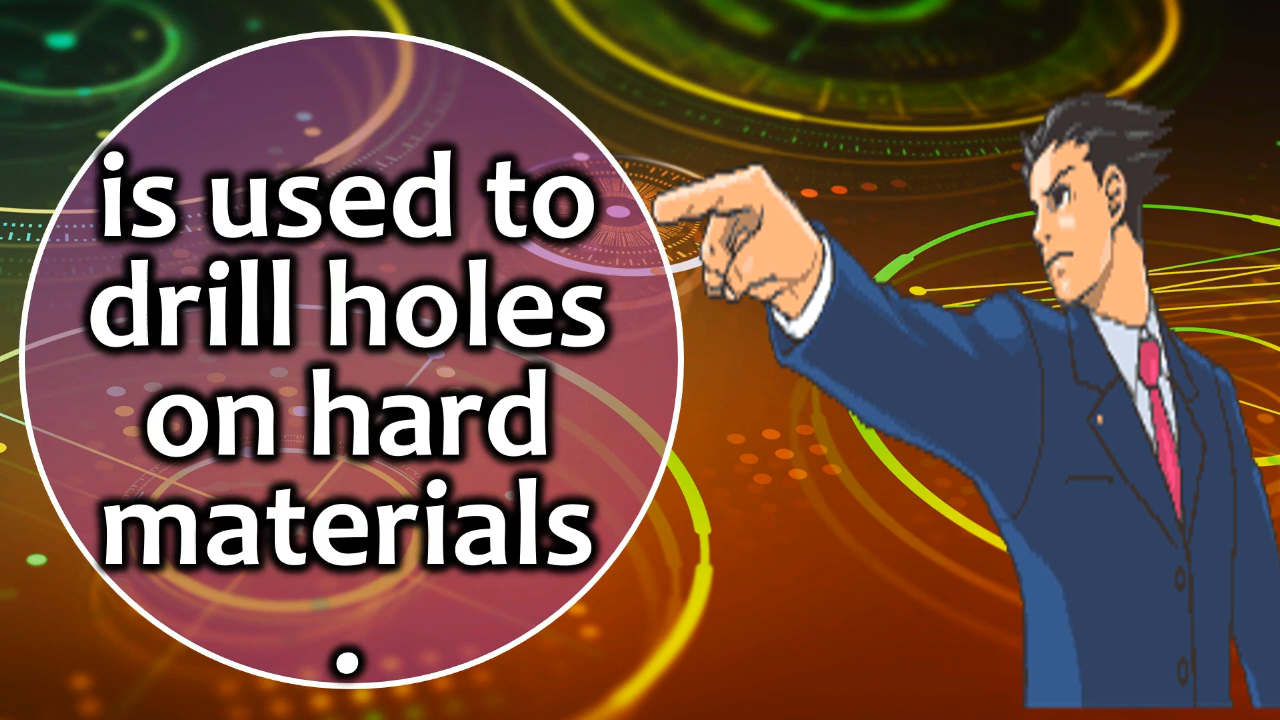 is used to
drill holes
on hard
materials
.